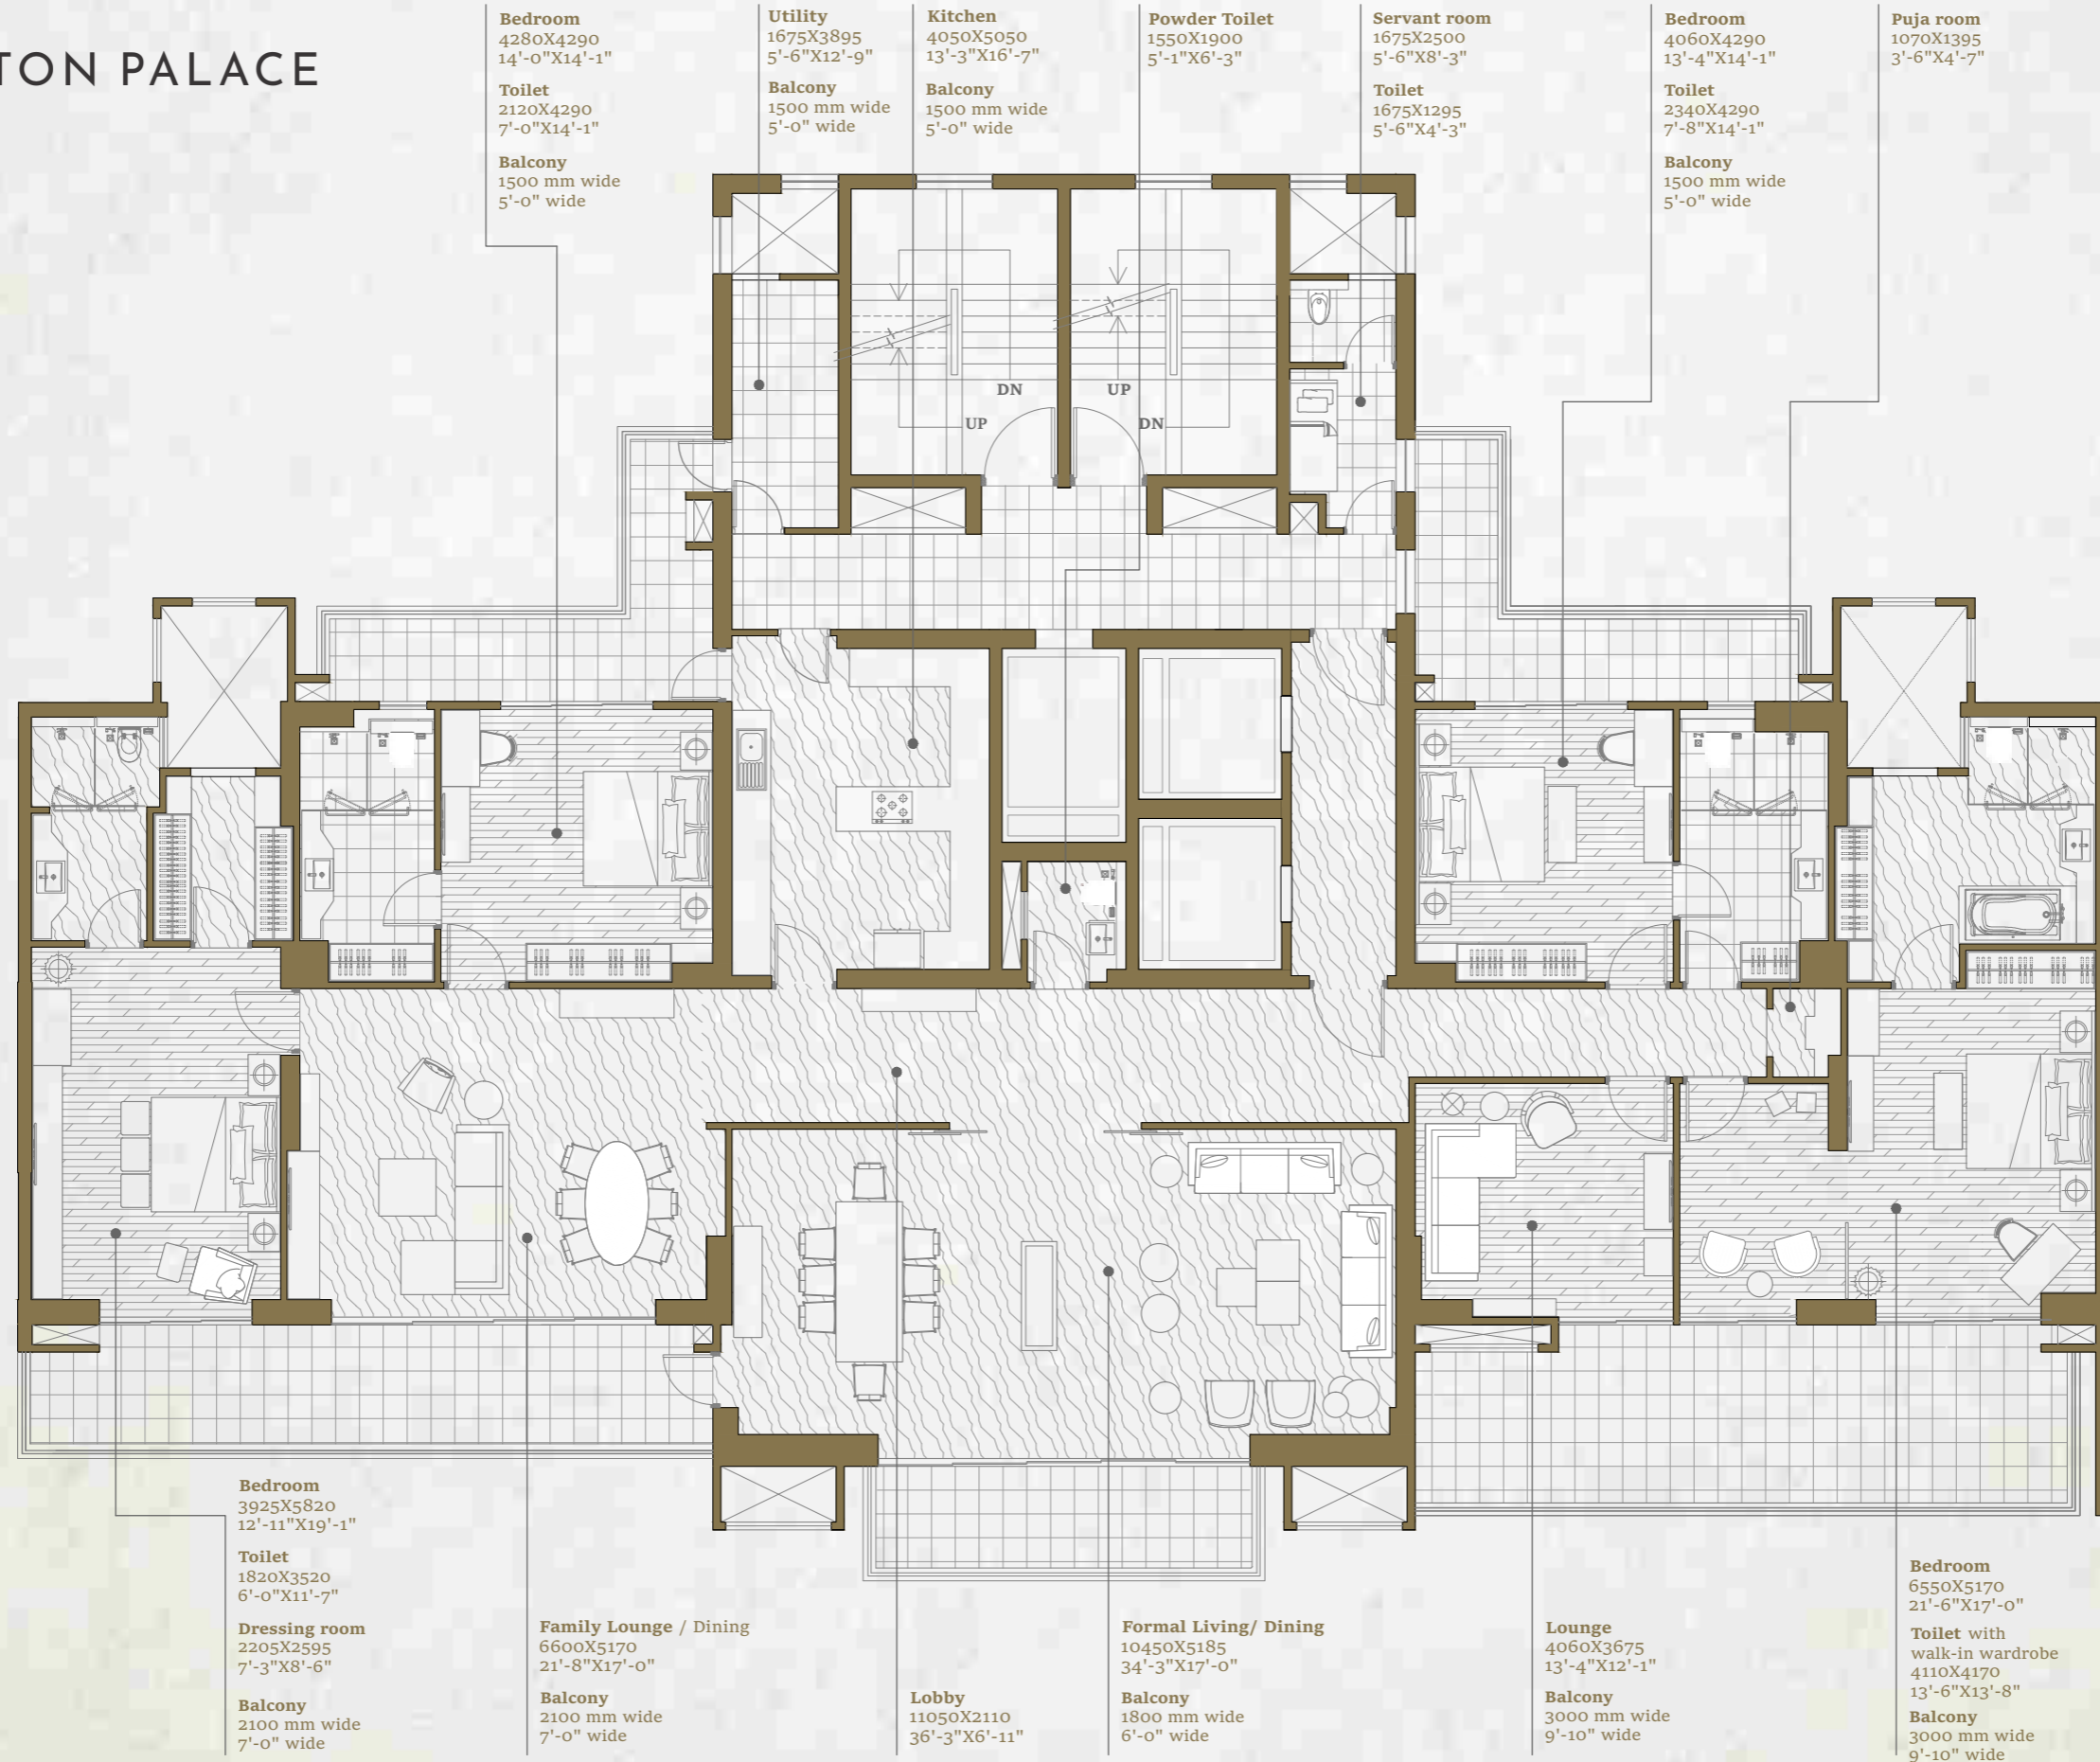 TON PALACE
Bedroom
4280X4290
14'-0"X14'-1"
Toilet
2120X4290
7'-0"X14'-1"
Balcony
1500 mm wide
5'-0" wide
Utility
1675X3895
5'-6"X12'-9"
Balcony
1500 mm wide
5'-0" wide
Kitchen
4050X5050
13'-3"X16'-7"
Balcony
1500 mm wide
5'-0" wide
Powder Toilet
1550X1900
5'-1"X6'-3"
Servant room
1675X2500
5'-6"X8'-3"
Toilet
1675X1295
5'-6"X4'-3"
Bedroom
4060X4290
13'-4"X14'-1"
Toilet
2340X4290
7'-8"X14'-1"
Balcony
1500 mm wide
5'-0" wide
Puja room
1070X1395
3'-6"X4'-7"
DN
UP
UP
DN
Bedroom
3925X5820
12'-11"X19'-1"
Toilet
1820X3520
6'-0"X11'-7"
Dressing room
2205X2595
7'-3"X8'-6"
Balcony
2100 mm wide
7'-0" wide
Family Lounge / Dining
6600X5170
21'-8"X17'-0"
Balcony
2100 mm wide
7'-0" wide
Lobby
11050X2110
36'-3"X6'-11"
Formal Living/ Dining
10450X5185
34'-3"X17'-0"
Balcony
1800 mm wide
6'-0" wide
Lounge
4060X3675
13'-4"X12'-1"
Balcony
3000 mm wide
9'-10" wide
Bedroom
6550X5170
21'-6"X17'-0"
Toilet with
walk-in wardrobe
4110X4170
13'-6"X13'-8"
Balcony
3000 mm wide
9'-10" wide